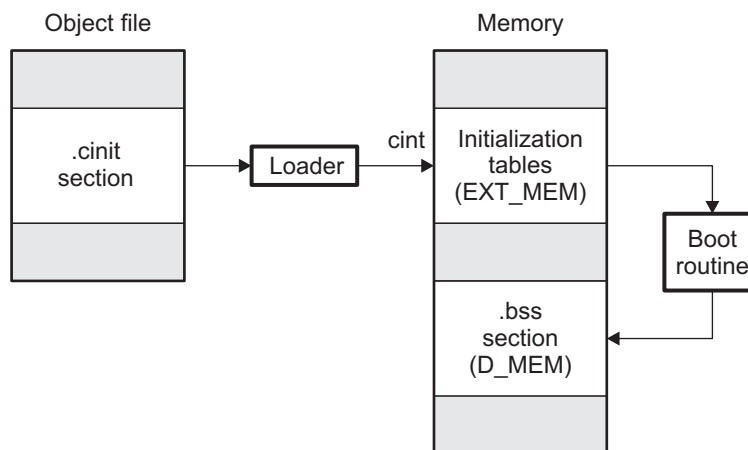 Object file
Memory
.cinit
section
Loader
cint
Initialization
tables
(EXT_MEM)
Boot
routine
.bss
section
(D_MEM)